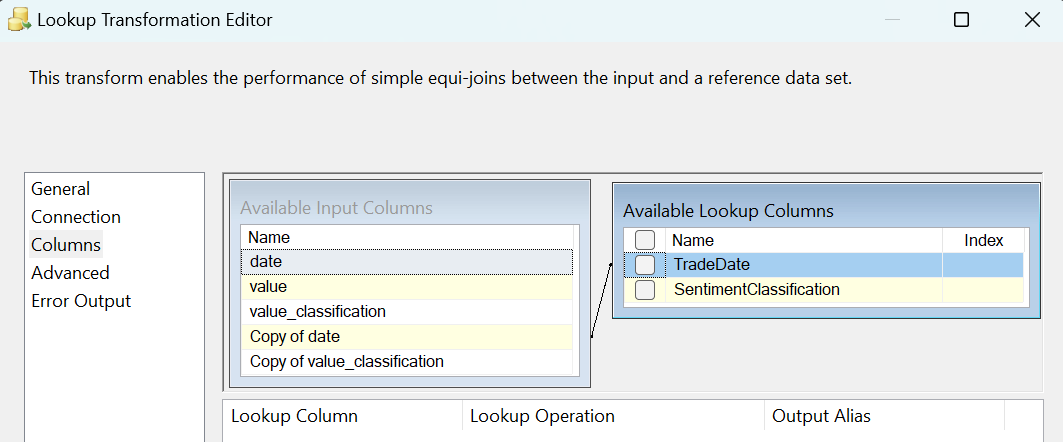 Lookup Transformation Editor
This transform enables the performance of simple equi-joins between the input and a reference data set.
General
Connection
Columns
Advanced
Error Output
Available Input Columns
Name
date
value
value_classification
Copy of date
Copy of value_classification
Available Lookup Columns
Name Index
TradeDate
SentimentClassification
Lookup Column Lookup Operation Output Alias